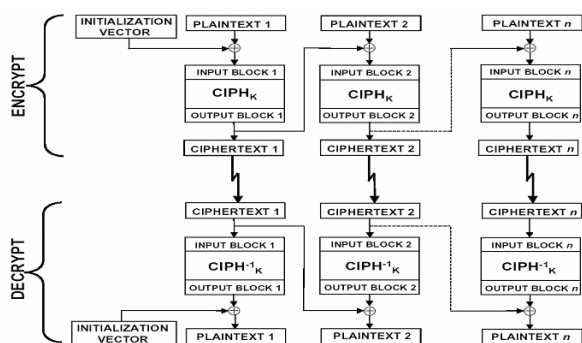 INITIALIZATION VECTOR
PLAINTEXT 1 PLAINTEXT 2 PLAINTEXT n
ENCRYPT
INPUT BLOCK 1 INPUT BLOCK 2 INPUT BLOCK n
CIPHK CIPHK CIPHK
OUTPUT BLOCK 1 OUTPUT BLOCK 2 OUTPUT BLOCK n
CIPHERTEXT 1 CIPHERTEXT 2 CIPHERTEXT n
DECRYPT
CIPHERTEXT 1 CIPHERTEXT 2 CIPHERTEXT n
INPUT BLOCK 1 INPUT BLOCK 2 INPUT BLOCK n
CIPH-1K CIPH-1K CIPH-1K
OUTPUT BLOCK 1 OUTPUT BLOCK 2 OUTPUT BLOCK n
INITIALIZATION VECTOR
PLAINTEXT 1 PLAINTEXT 2 PLAINTEXT n